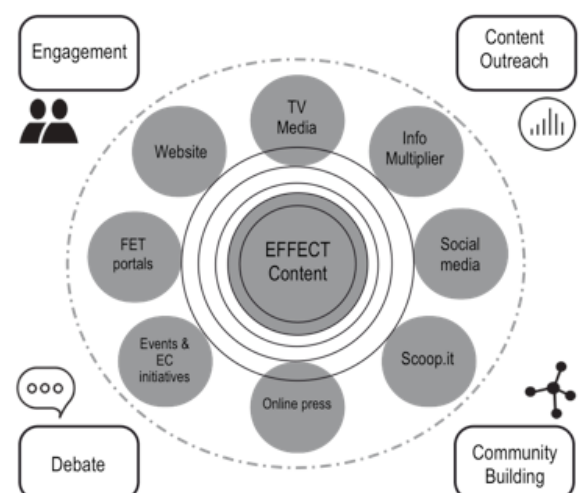 Engagement
Content
Outreach
TV
Media
Website
Info
Multiplier
FET
portals
EFFECT
Content
Social
media
Events &
EC
initiatives
Scoop.it
Online press
Debate
Community
Building